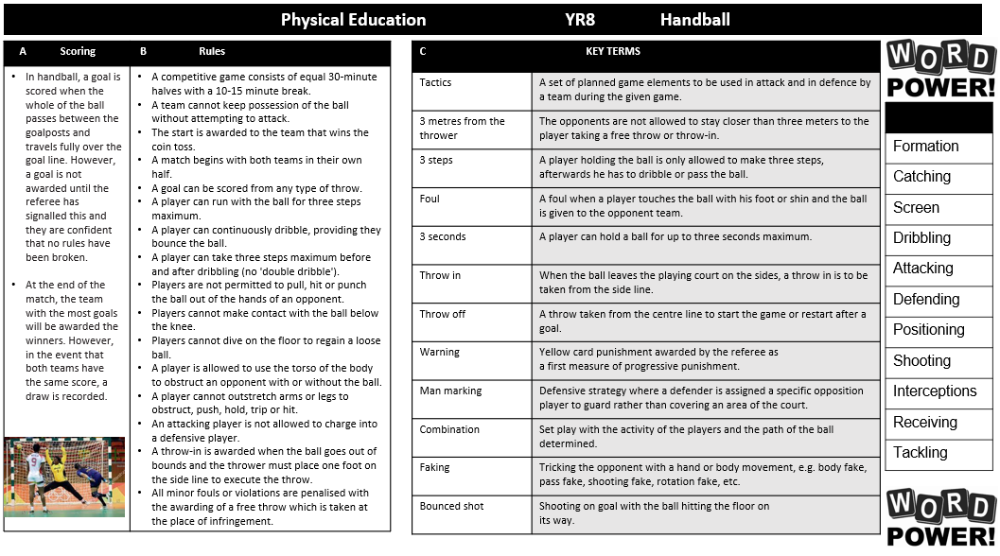 Physical Education YR8 Handball
A Scoring
In handball, a goal is
scored when the
whole of the ball
passes between the
goalposts and
travels fully over the
goal line. However,
a goal is not
awarded until the
referee has
signalled this and
they are confident
that no rules have
been broken.
At the end of the
match, the team
with the most goals
will be awarded the
winners. However,
in the event that
both teams have
the same score, a
draw is recorded.
B Rules
A competitive game consists of equal 30-minute
halves with a 10-15 minute break.
A team cannot keep possession of the ball
without attempting to attack.
The start is awarded to the team that wins the
coin toss.
A match begins with both teams in their own
half.
A goal can be scored from any type of throw.
A player can run with the ball for three steps
maximum.
A player can continuously dribble, providing they
bounce the ball.
A player can take three steps maximum before
and after dribbling (no 'double dribble').
Players are not permitted to pull, hit or punch
the ball out of the hands of an opponent.
Players cannot make contact with the ball below
the knee.
Players cannot dive on the floor to regain a loose
ball.
A player is allowed to use the torso of the body
to obstruct an opponent with or without the ball.
A player cannot outstretch arms or legs to
obstruct, push, hold, trip or hit.
An attacking player is not allowed to charge into
a defensive player.
A throw-in is awarded when the ball goes out of
bounds and the thrower must place one foot on
the side line to execute the throw.
All minor fouls or violations are penalised with
the awarding of a free throw which is taken at
the place of infringement.
C KEY TERMS
Tactics
A set of planned game elements to be used in attack and in defence by
a team during the given game.
3 metres from the
thrower
The opponents are not allowed to stay closer than three meters to the
player taking a free throw or throw-in.
3 steps
A player holding the ball is only allowed to make three steps,
afterwards he has to dribble or pass the ball.
Foul
A foul when a player touches the ball with his foot or shin and the ball
is given to the opponent team.
3 seconds
A player can hold a ball for up to three seconds maximum.
Throw in
When the ball leaves the playing court on the sides, a throw in is to be
taken from the side line.
Throw off
A throw taken from the centre line to start the game or restart after a
goal.
Warning
Yellow card punishment awarded by the referee as
a first measure of progressive punishment.
Man marking
Defensive strategy where a defender is assigned a specific opposition
player to guard rather than covering an area of the court.
Combination
Set play with the activity of the players and the path of the ball
determined.
Faking
Tricking the opponent with a hand or body movement, e.g. body fake,
pass fake, shooting fake, rotation fake, etc.
Bounced shot
Shooting on goal with the ball hitting the floor on
its way.
WORD
POWER!
Formation
Catching
Screen
Dribbling
Attacking
Defending
Positioning
Shooting
Interceptions
Receiving
Tackling
WORD
POWER!